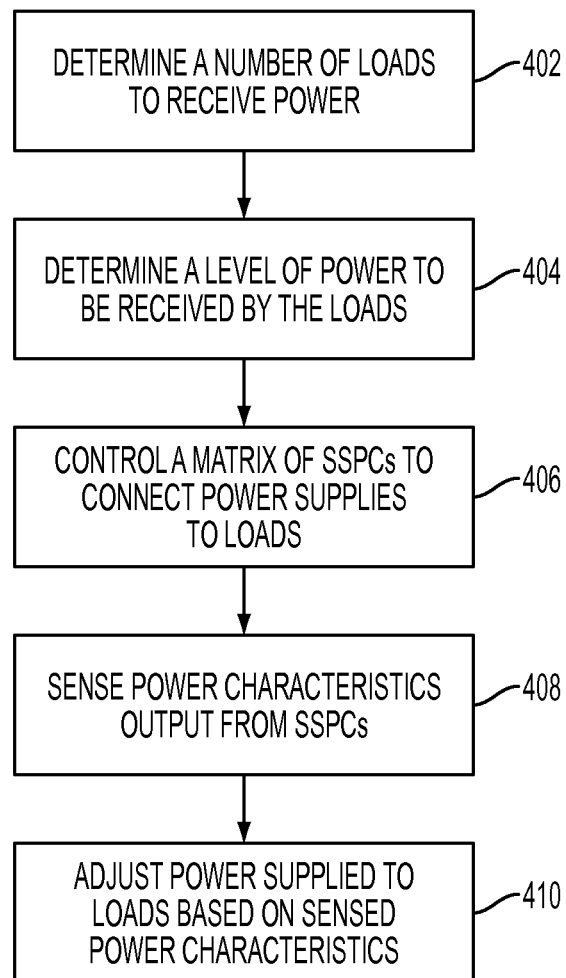 DETERMINE A NUMBER OF LOADS
TO RECEIVE POWER
402
DETERMINE A LEVEL OF POWER TO
BE RECEIVED BY THE LOADS
404
CONTROL A MATRIX OF SSPCs TO
CONNECT POWER SUPPLIES
TO LOADS
406
SENSE POWER CHARACTERISTICS
OUTPUT FROM SSPCs
408
ADJUST POWER SUPPLIED TO
LOADS BASED ON SENSED
POWER CHARACTERISTICS
410